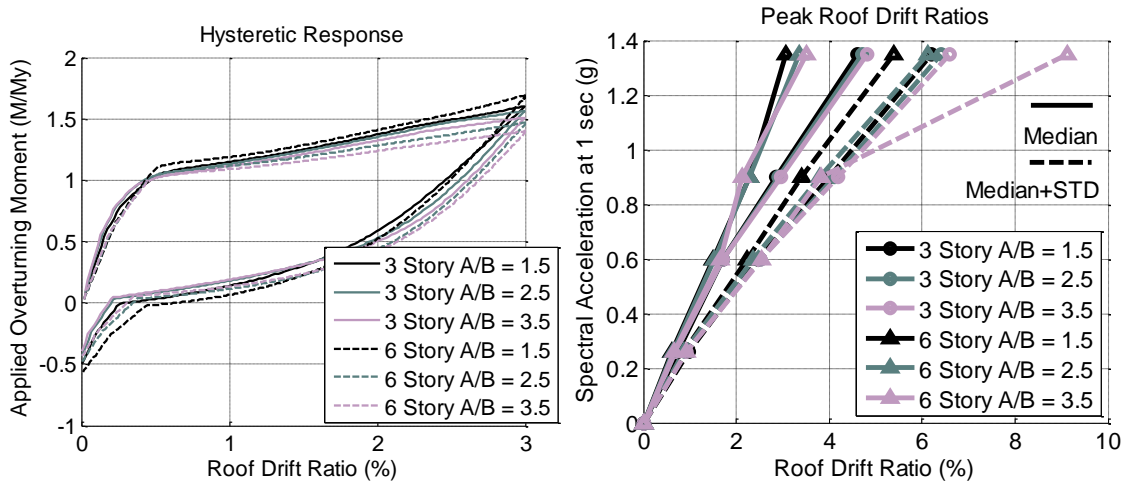 Hysteretic Response
Applied Overturning Moment (M/My)
2
1.5
1
0.5
0
-0.5
-1
0
1
2
3
Roof Drift Ratio (%)
3 Story A/B = 1.5
3 Story A/B = 2.5
3 Story A/B = 3.5
6 Story A/B = 1.5
6 Story A/B = 2.5
6 Story A/B = 3.5
Peak Roof Drift Ratios
Spectral Acceleration at 1 sec (g)
1.4
1.2
1
0.8
0.6
0.4
0.2
0
0
2
4
6
8
10
Roof Drift Ratio (%)
Median
Median+STD
3 Story A/B = 1.5
3 Story A/B = 2.5
3 Story A/B = 3.5
6 Story A/B = 1.5
6 Story A/B = 2.5
6 Story A/B = 3.5